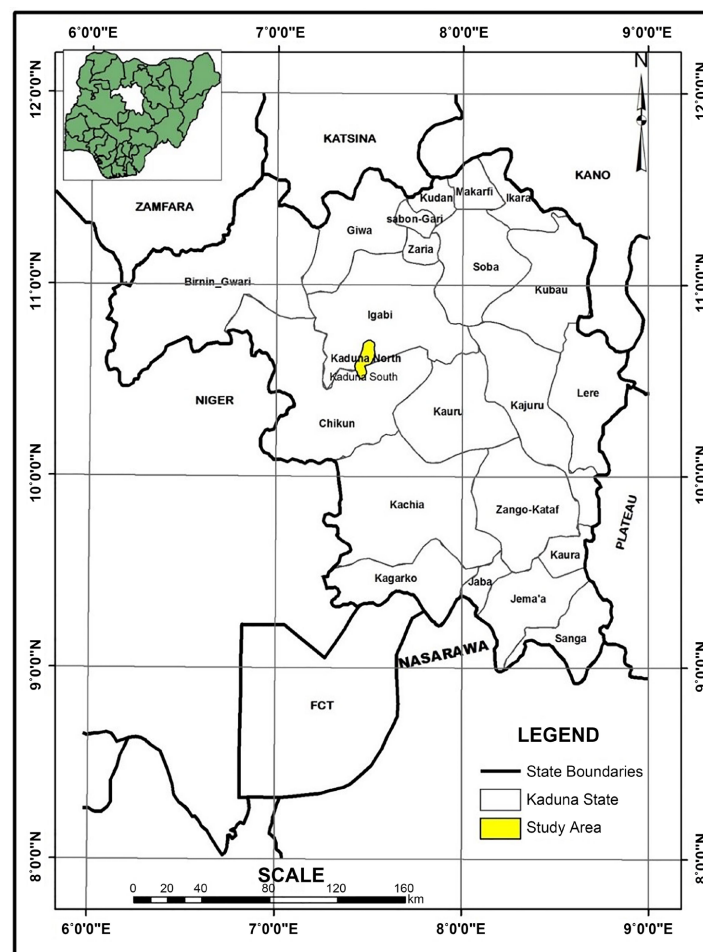 6°0'0"E 7°0'0"E 8°0'0"E 9°0'0"E
12°0'0"N 12°0'0"N
N
KATSINA
KANO
ZAMFARA
Kudan Makarfi Ikara
sabon-Gari
Giwa
Zaria
Soba
11°0'0"N 11°0'0"N
Birnin_Gwari
Kubau
Igabi
Kaduna North
Kaduna South
NIGER
Lere
Kauru Kajuru
Chikun
10°0'0"N 10°0'0"N
Kachia Zango-Kataf
PLATEAU
Kaura
Kagarko Jaba
Jema'a
Sanga
NASARAWA
9°0'0"N 9°0'0"N
FCT
LEGEND
State Boundaries
Kaduna State
Study Area
8°0'0"N 8°0'0"N
SCALE
0 20 40 80 120 160
km
6°0'0"E 7°0'0"E 8°0'0"E 9°0'0"E